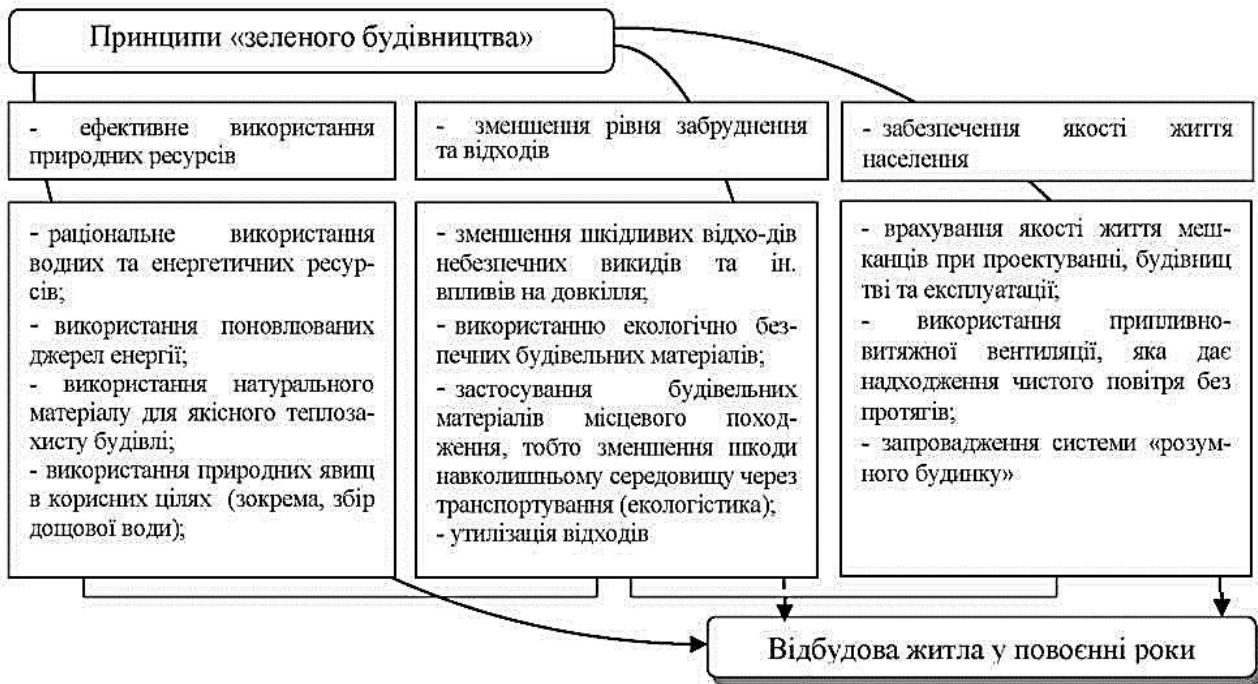 Принципи «зеленого будівництва»
- ефективне використання
природних ресурсів
- зменшення рівня забруднення
та відходів
- забезпечення якості життя
населення
- раціональне використання
водних та енергетичних ресур-
сів;
- використання поновлюваних
джерел енергії;
- використання натурального
матеріалу для якісного теплоза-
хисту будівлі;
- використання природних явищ
в корисних цілях (зокрема, збір
дощової води);
- зменшення шкідливих відхо-дів
небезпечних викидів та ін.
впливів на довкілля;
- використанню екологічно без-
печних будівельних матеріалів;
- застосування будівельних
матеріалів місцевого поход-
ження, тобто зменшення шкоди
навколишньому середовищу через
транспортування (екологістика);
- утилізація відходів
- врахування якості життя меш-
канців при проектуванні, будівниц
тві та експлуатації;
- використання припливно-
витяжної вентиляції, яка дає
надходження чистого повітря без
протягів;
- запровадження системи «розум-
ного будинку»
Відбудова житла у повоєнні роки